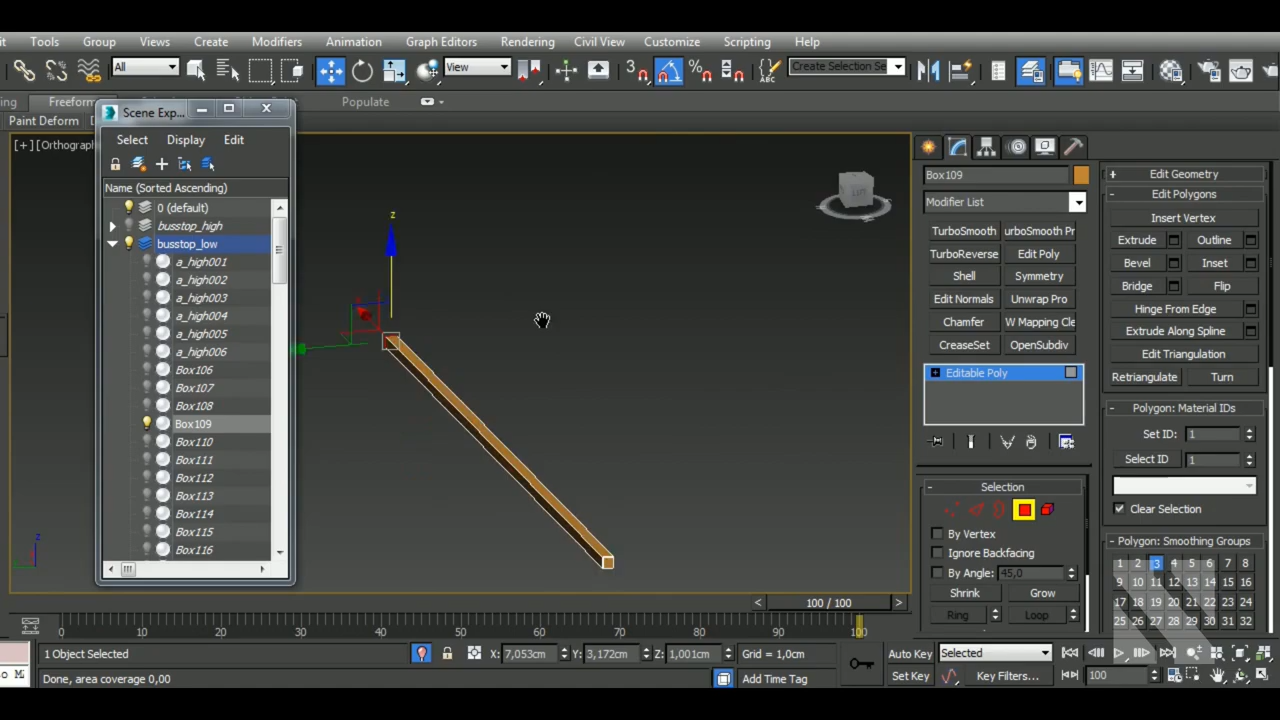 it Tools Group Views Create Modifiers Animation Graph Editors Rendering Civil View Customize Scripting Help
All View 3 ABC Create Selection Se
ing Freeform Populate
Paint Deform
Scene Exp...
Select Display Edit
Name (Sorted Ascending)
0 (default)
busstop_high
busstop_low
a_high001
a_high002
a_high003
a_high004
a_high005
a_high006
Box106
Box107
Box108
Box109
Box110
Box111
Box112
Box113
Box114
Box115
Box116
[+] [Orthograph
z
z
Box109
Modifier List
TurboSmooth urboSmooth Pr
TurboReverse Edit Poly
Shell Symmetry
Edit Normals Unwrap Pro
Chamfer W Mapping Cle
CreaseSet OpenSubdiv
Editable Poly
- Selection
By Vertex
Ignore Backfacing
By Angle: 45,0
Shrink Grow
Ring Loop
+ Edit Geometry
- Edit Polygons
Insert Vertex
Extrude Outline
Bevel Inset
Bridge Flip
Hinge From Edge
Extrude Along Spline
Edit Triangulation
Retriangulate Turn
- Polygon: Material IDs
Set ID: 1
Select ID 1
Clear Selection
- Polygon: Smoothing Groups
1 2 3 4 5 6 7 8
9 10 11 12 13 14 15 16
17 18 19 20 21 22 23 24
25 26 27 28 29 30 31 32
< 100 / 100 >
0 10 20 30 40 50 60 70 80 90 100
1 Object Selected X: 7,053cm Y: 3,172cm Z: 1,001cm Grid = 1,0cm Auto Key Selected
o Mi Done, area coverage 0,00 Add Time Tag Set Key Key Filters... 100